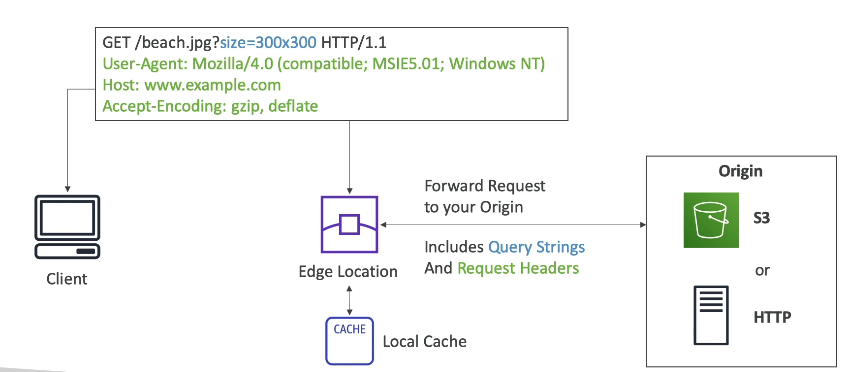 GET /beach.jpg?size=300x300 HTTP/1.1
User-Agent: Mozilla/4.0 (compatible; MSIE5.01; Windows NT)
Host: www.example.com
Accept-Encoding: gzip, deflate
Client
Edge Location
CACHE
Local Cache
Forward Request
to your Origin
Includes Query Strings
And Request Headers
Origin
S3
or
HTTP